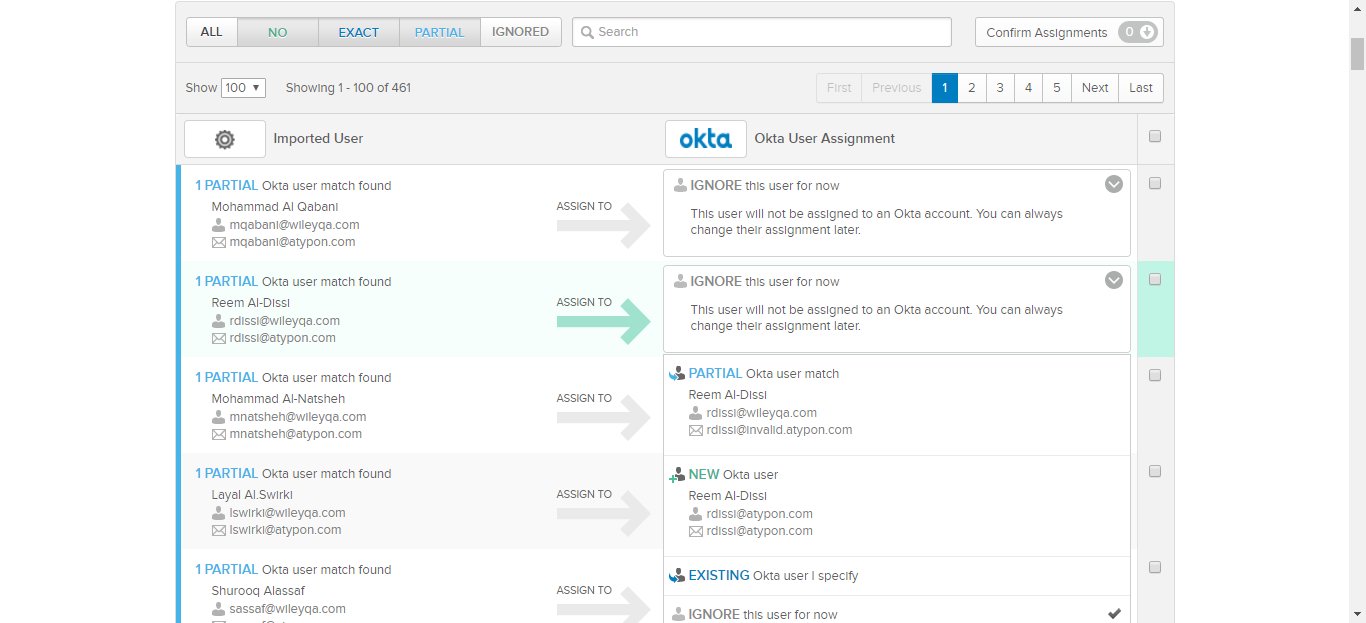 ALL NO EXACT PARTIAL IGNORED Search Confirm Assignments 0
Show 100 Showing 1 - 100 of 461 First Previous 1 2 3 4 5 Next Last
Imported User okta Okta User Assignment
1 PARTIAL Okta user match found
Mohammad Al Qabani
mqabani@wileyqa.com
mqabani@atypon.com
ASSIGN TO
IGNORE this user for now
This user will not be assigned to an Okta account. You can always
change their assignment later.
1 PARTIAL Okta user match found
Reem Al-Dissi
rdissi@wileyqa.com
rdissi@atypon.com
ASSIGN TO
IGNORE this user for now
This user will not be assigned to an Okta account. You can always
change their assignment later.
1 PARTIAL Okta user match found
Mohammad Al-Natsheh
mnatsheh@wileyqa.com
mnatsheh@atypon.com
ASSIGN TO
PARTIAL Okta user match
Reem Al-Dissi
rdissi@wileyqa.com
rdissi@invalid.atypon.com
1 PARTIAL Okta user match found
Layal Al.Swirki
lswirki@wileyqa.com
lswirki@atypon.com
ASSIGN TO
NEW Okta user
Reem Al-Dissi
rdissi@atypon.com
rdissi@atypon.com
1 PARTIAL Okta user match found
Shurooq Alassaf
sassaf@wileyqa.com
ASSIGN TO
EXISTING Okta user I specify
IGNORE this user for now